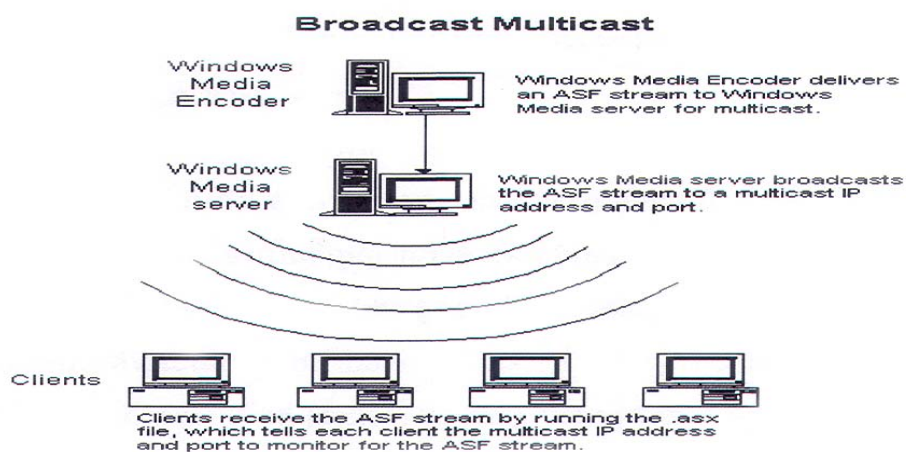 Broadcast Multicast
Windows
Media
Encoder
Windows Media Encoder delivers
an ASF stream to Windows
Media server for multicast.
Windows
Media
server
Windows Media server broadcasts
the ASF stream to a multicast IP
address and port.
Clients
Clients receive the ASF stream by running the .asx
file, which tells each client the multicast IP address
and port to monitor for the ASF stream.